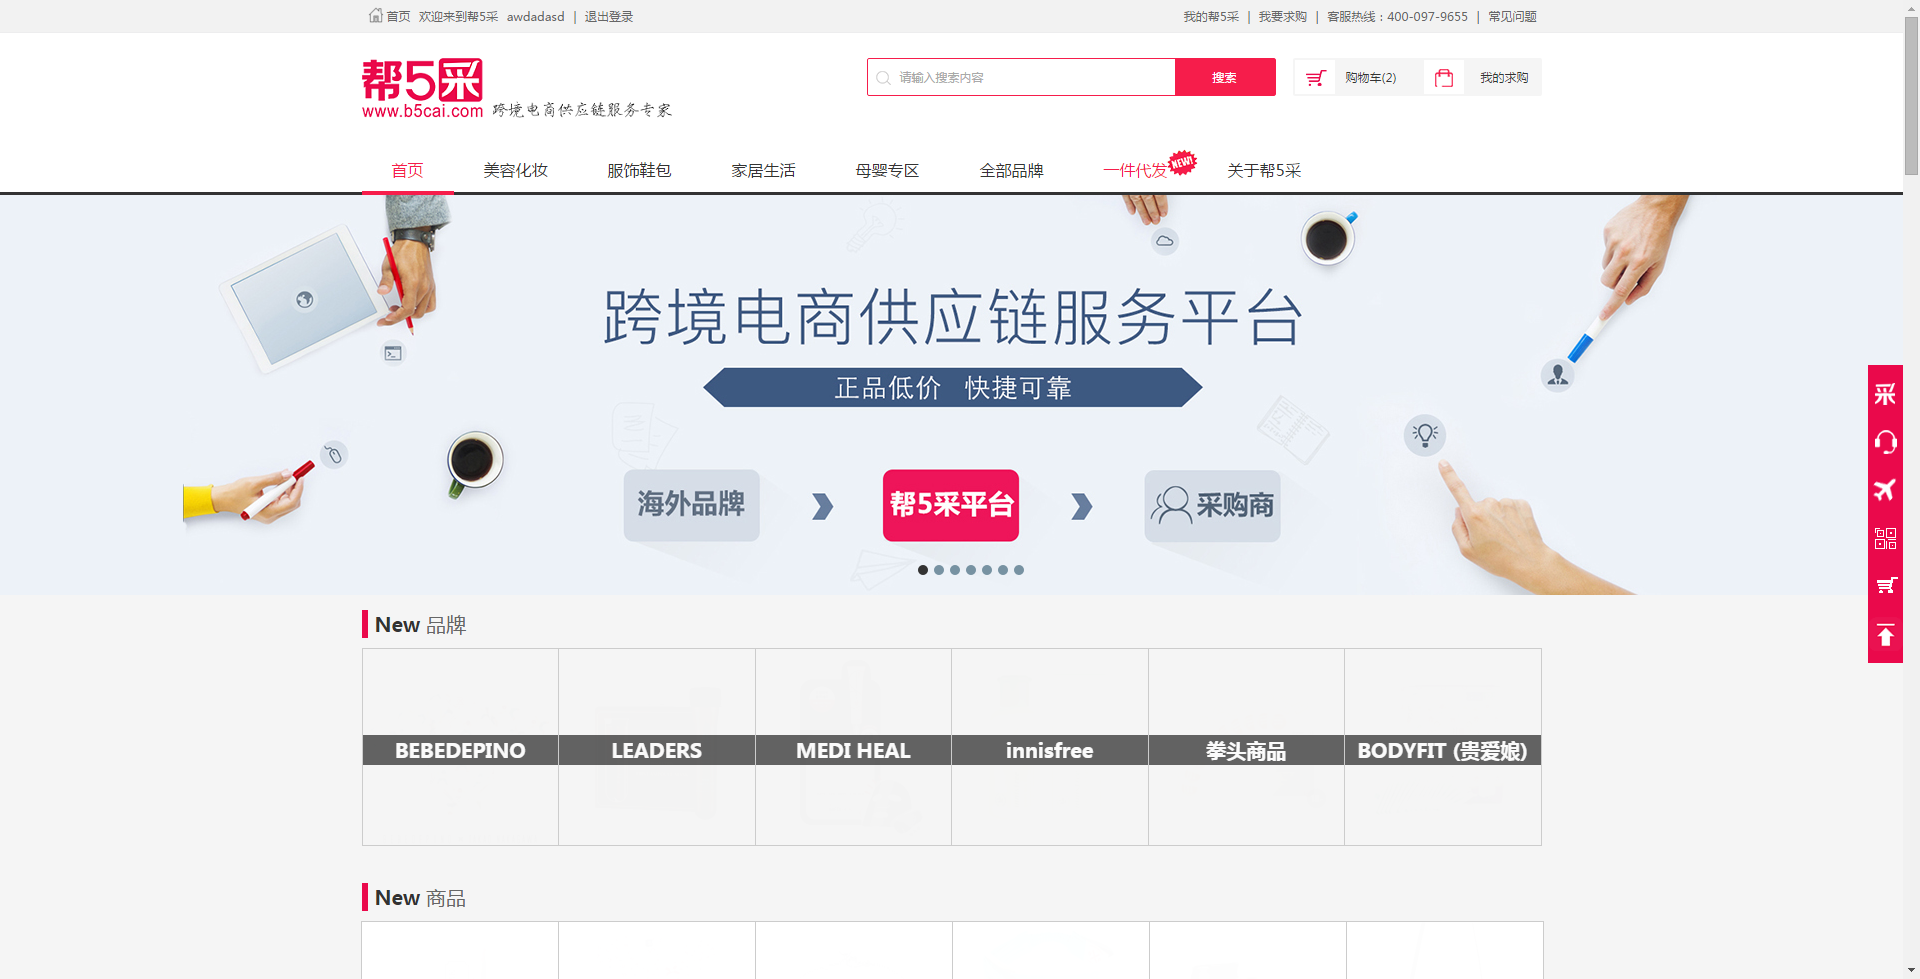 首页 欢迎来到帮5采 awdadasd | 退出登录
我的帮5采 | 我要求购 | 客服热线：400-097-9655 | 常见问题
帮5采
www.b5cai.com 跨境电商供应链服务专家
请输入搜索内容
搜索
购物车(2)
我的求购
首页 美容化妆 服饰鞋包 家居生活 母婴专区 全部品牌 一件代发 NEW! 关于帮5采
跨境电商供应链服务平台
正品低价 快捷可靠
海外品牌 帮5采平台 采购商
采
New 品牌
BEBEDEPINO LEADERS MEDI HEAL innisfree 拳头商品 BODYFIT (贵爱娘)
New 商品